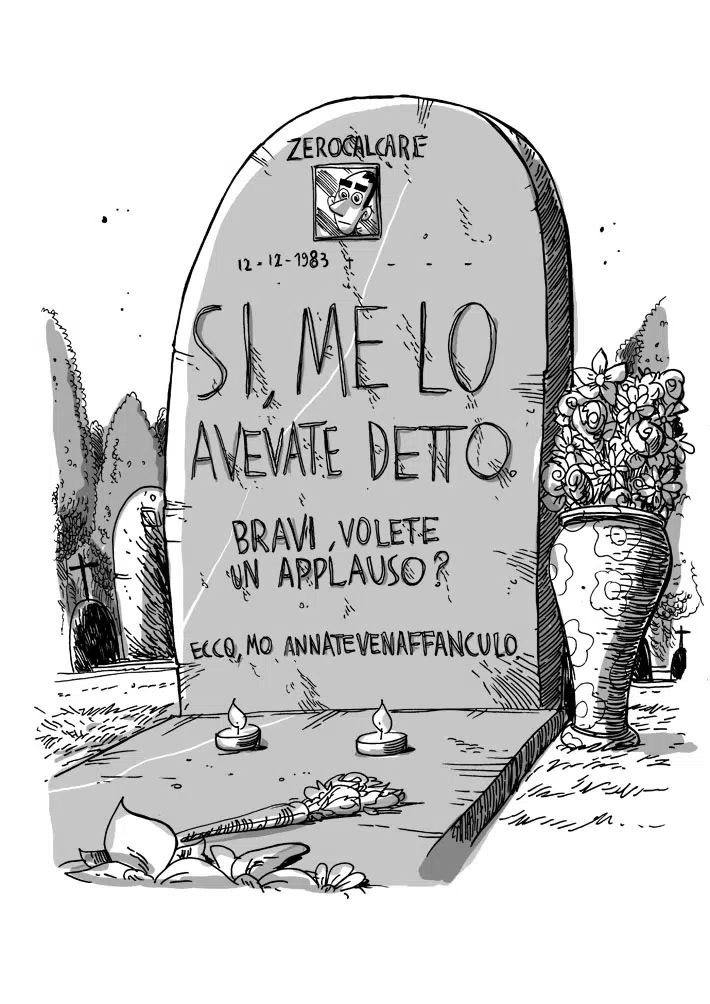 ZEROCALCARE
12-12-1983 † - - - -
SI, ME LO
AVEVATE DETTO.
BRAVI, VOLETE
UN APPLAUSO?
ECCO, MO ANNATEVENAFFANCULO